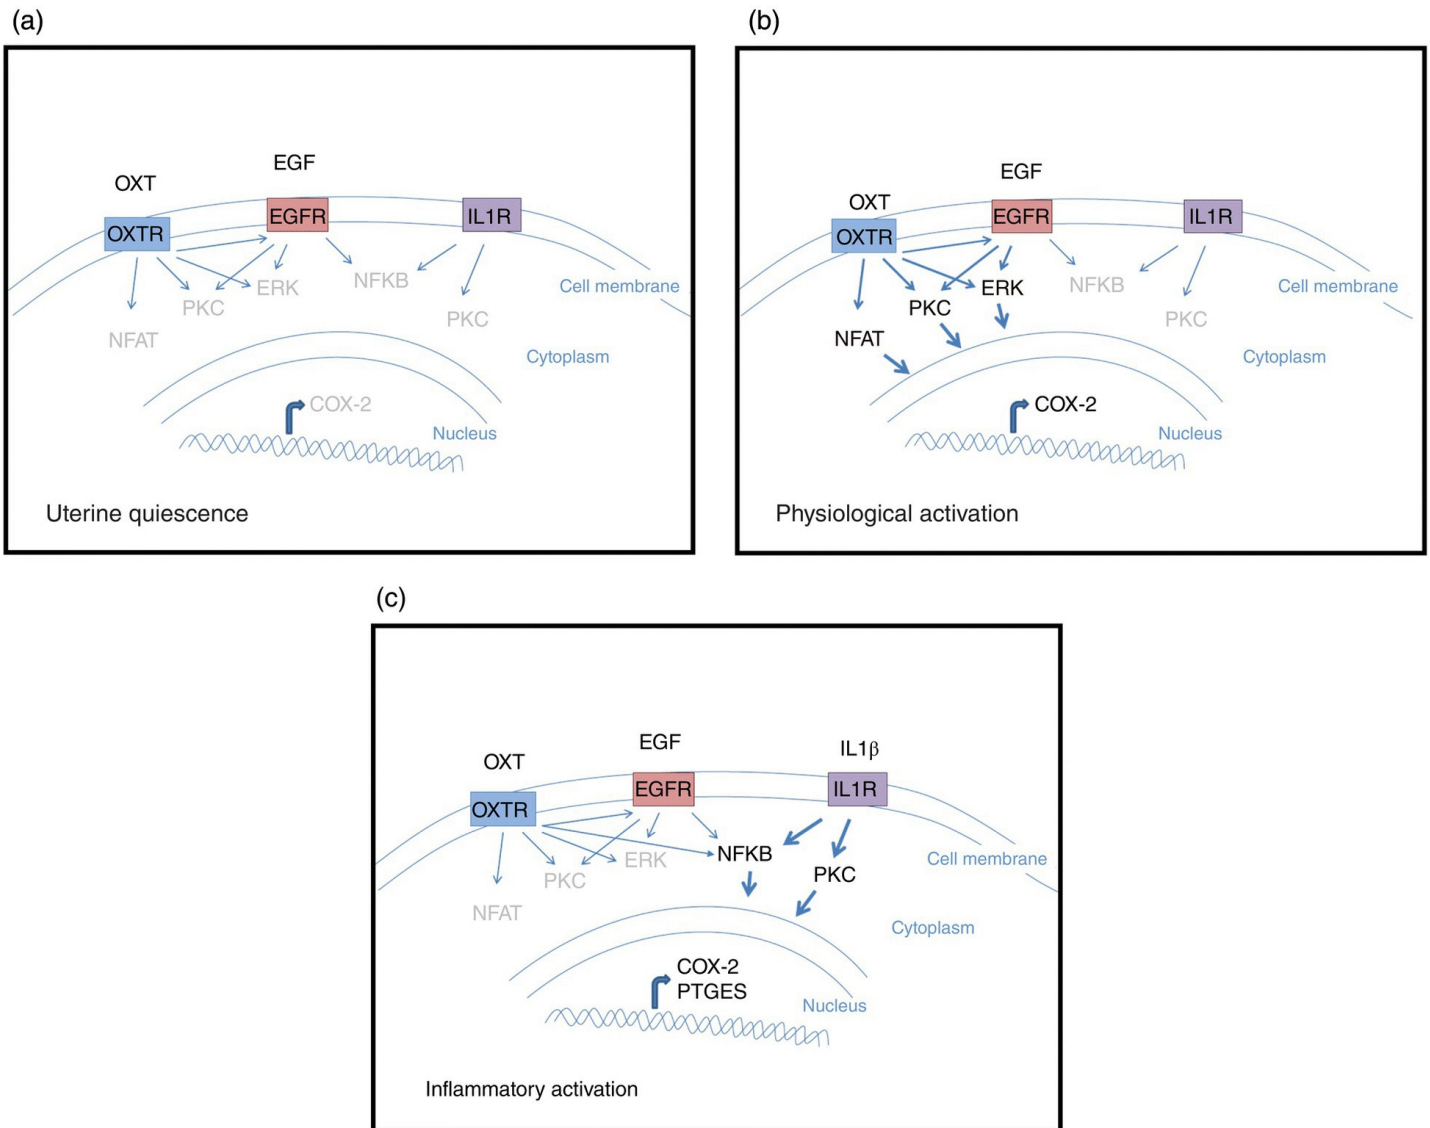 (a)
EGF
OXT
EGFR
IL1R
OXTR
NFKB
ERK
Cell membrane
PKC
PKC
NFAT
Cytoplasm
COX-2
Nucleus
Uterine quiescence
(b)
EGF
OXT
EGFR
IL1R
OXTR
NFKB
ERK
Cell membrane
PKC
PKC
NFAT
Cytoplasm
COX-2
Nucleus
Physiological activation
(c)
EGF
IL1β
OXT
EGFR
IL1R
OXTR
NFKB
ERK
Cell membrane
PKC
PKC
NFAT
Cytoplasm
COX-2
PTGES
Nucleus
Inflammatory activation